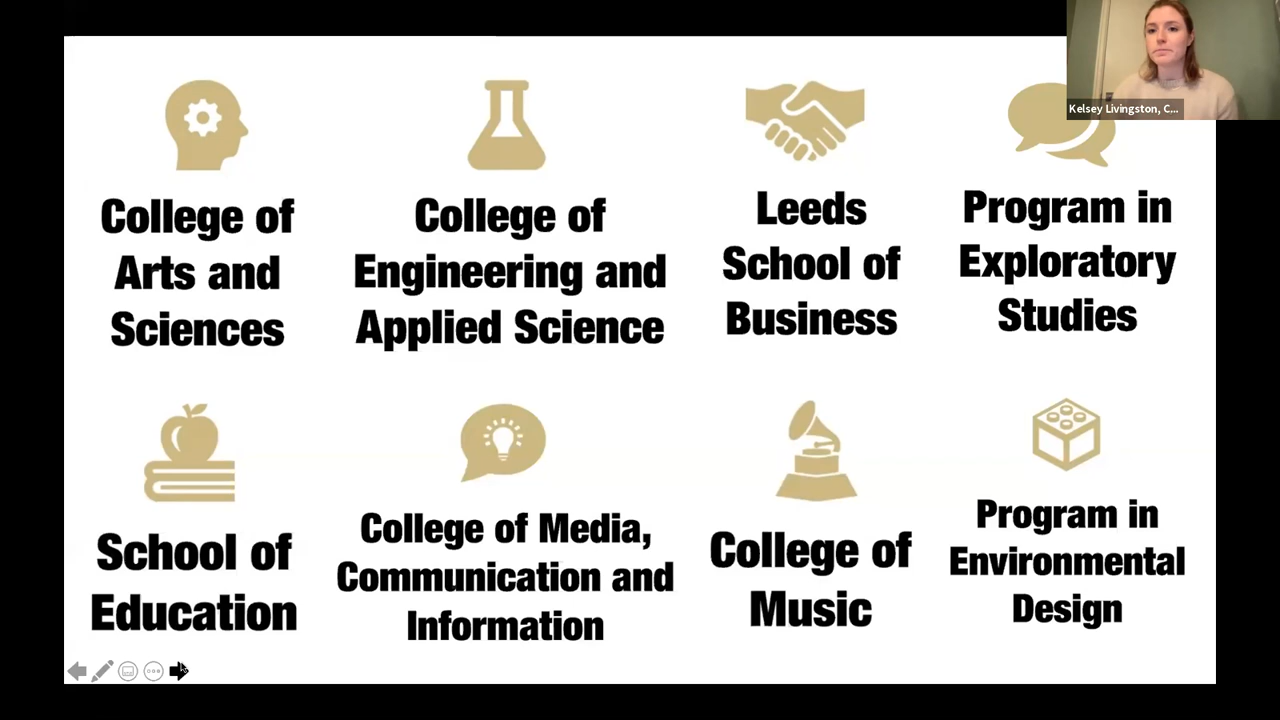 Kelsey Livingston, C...
College of
Arts and
Sciences
College of
Engineering and
Applied Science
Leeds
School of
Business
Program in
Exploratory
Studies
School of
Education
College of Media,
Communication and
Information
College of
Music
Program in
Environmental
Design